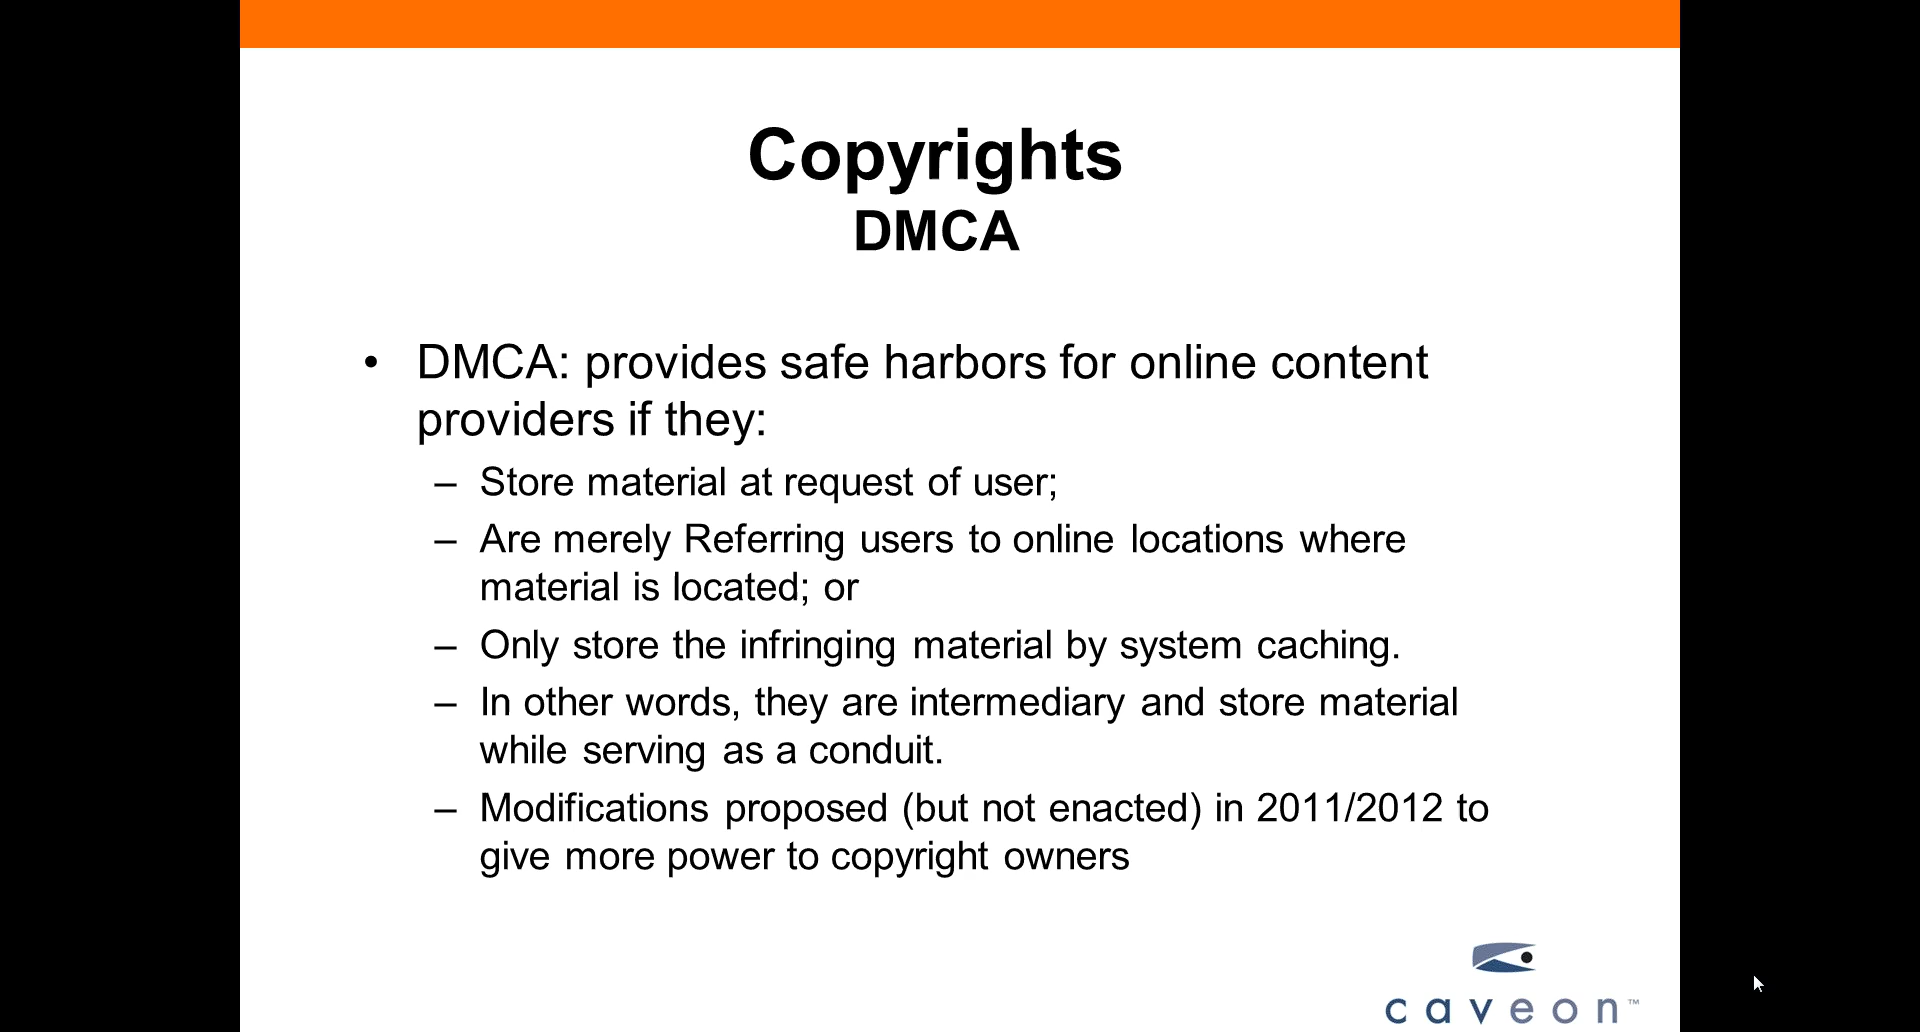 Copyrights
DMCA
• DMCA: provides safe harbors for online content
providers if they:
– Store material at request of user;
– Are merely Referring users to online locations where
material is located; or
– Only store the infringing material by system caching.
– In other words, they are intermediary and store material
while serving as a conduit.
– Modifications proposed (but not enacted) in 2011/2012 to
give more power to copyright owners
caveon™